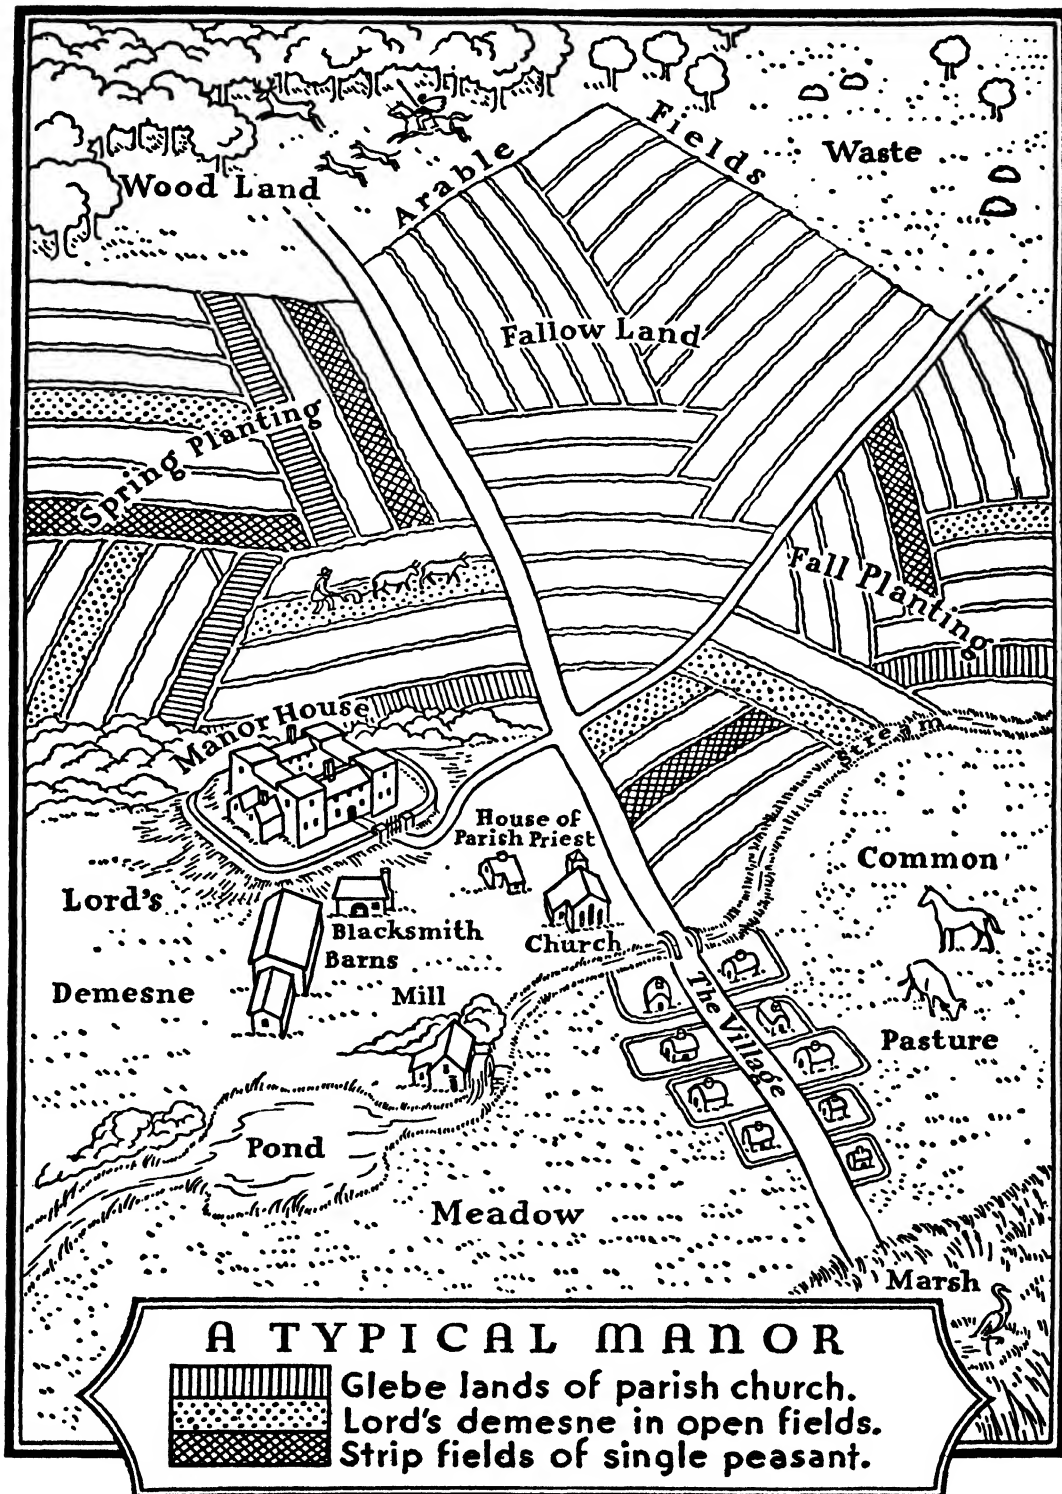 Arable Fields
Waste
Wood Land
Fallow Land
Spring Planting
Fall Planting
Manor House
Stream
House of
Parish Priest
Common
Lord's
Blacksmith
Church
Barns
Demesne
Mill
The Village
Pasture
Pond
Meadow
Marsh
A TYPICAL MANOR
Glebe lands of parish church.
Lord's demesne in open fields.
Strip fields of single peasant.